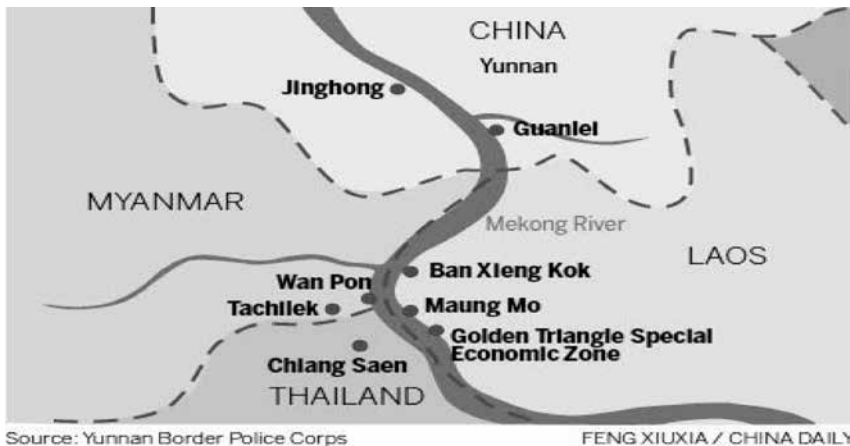 CHINA
Yunnan
Jinghong
Guanlei
MYANMAR
Mekong River
LAOS
Ban Xieng Kok
Wan Pon
Tachilek
Maung Mo
Golden Triangle Special
Economic Zone
Chiang Saen
THAILAND
Source: Yunnan Border Police Corps
FENG XIUXIA / CHINA DAILY